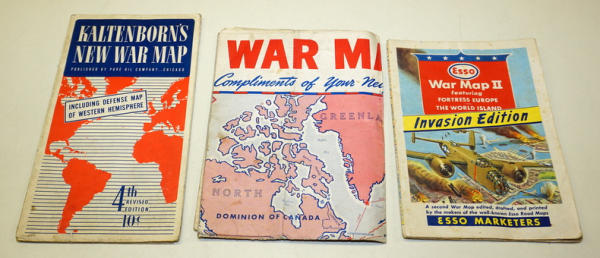 KALTENBORN'S
NEW WAR MAP
PUBLISHED BY PURE OIL COMPANY · CHICAGO
INCLUDING DEFENSE MAP
OF WESTERN HEMISPHERE
4th
REVISED
EDITION
10¢
WAR MA
Compliments of Your Ne
GREENLA
NORTH
DOMINION OF CANADA
Esso
War Map II
featuring
FORTRESS EUROPE
THE WORLD ISLAND
Invasion Edition
A second War Map edited, drafted, and printed
by the makers of the well-known Esso Road Maps
ESSO MARKETERS